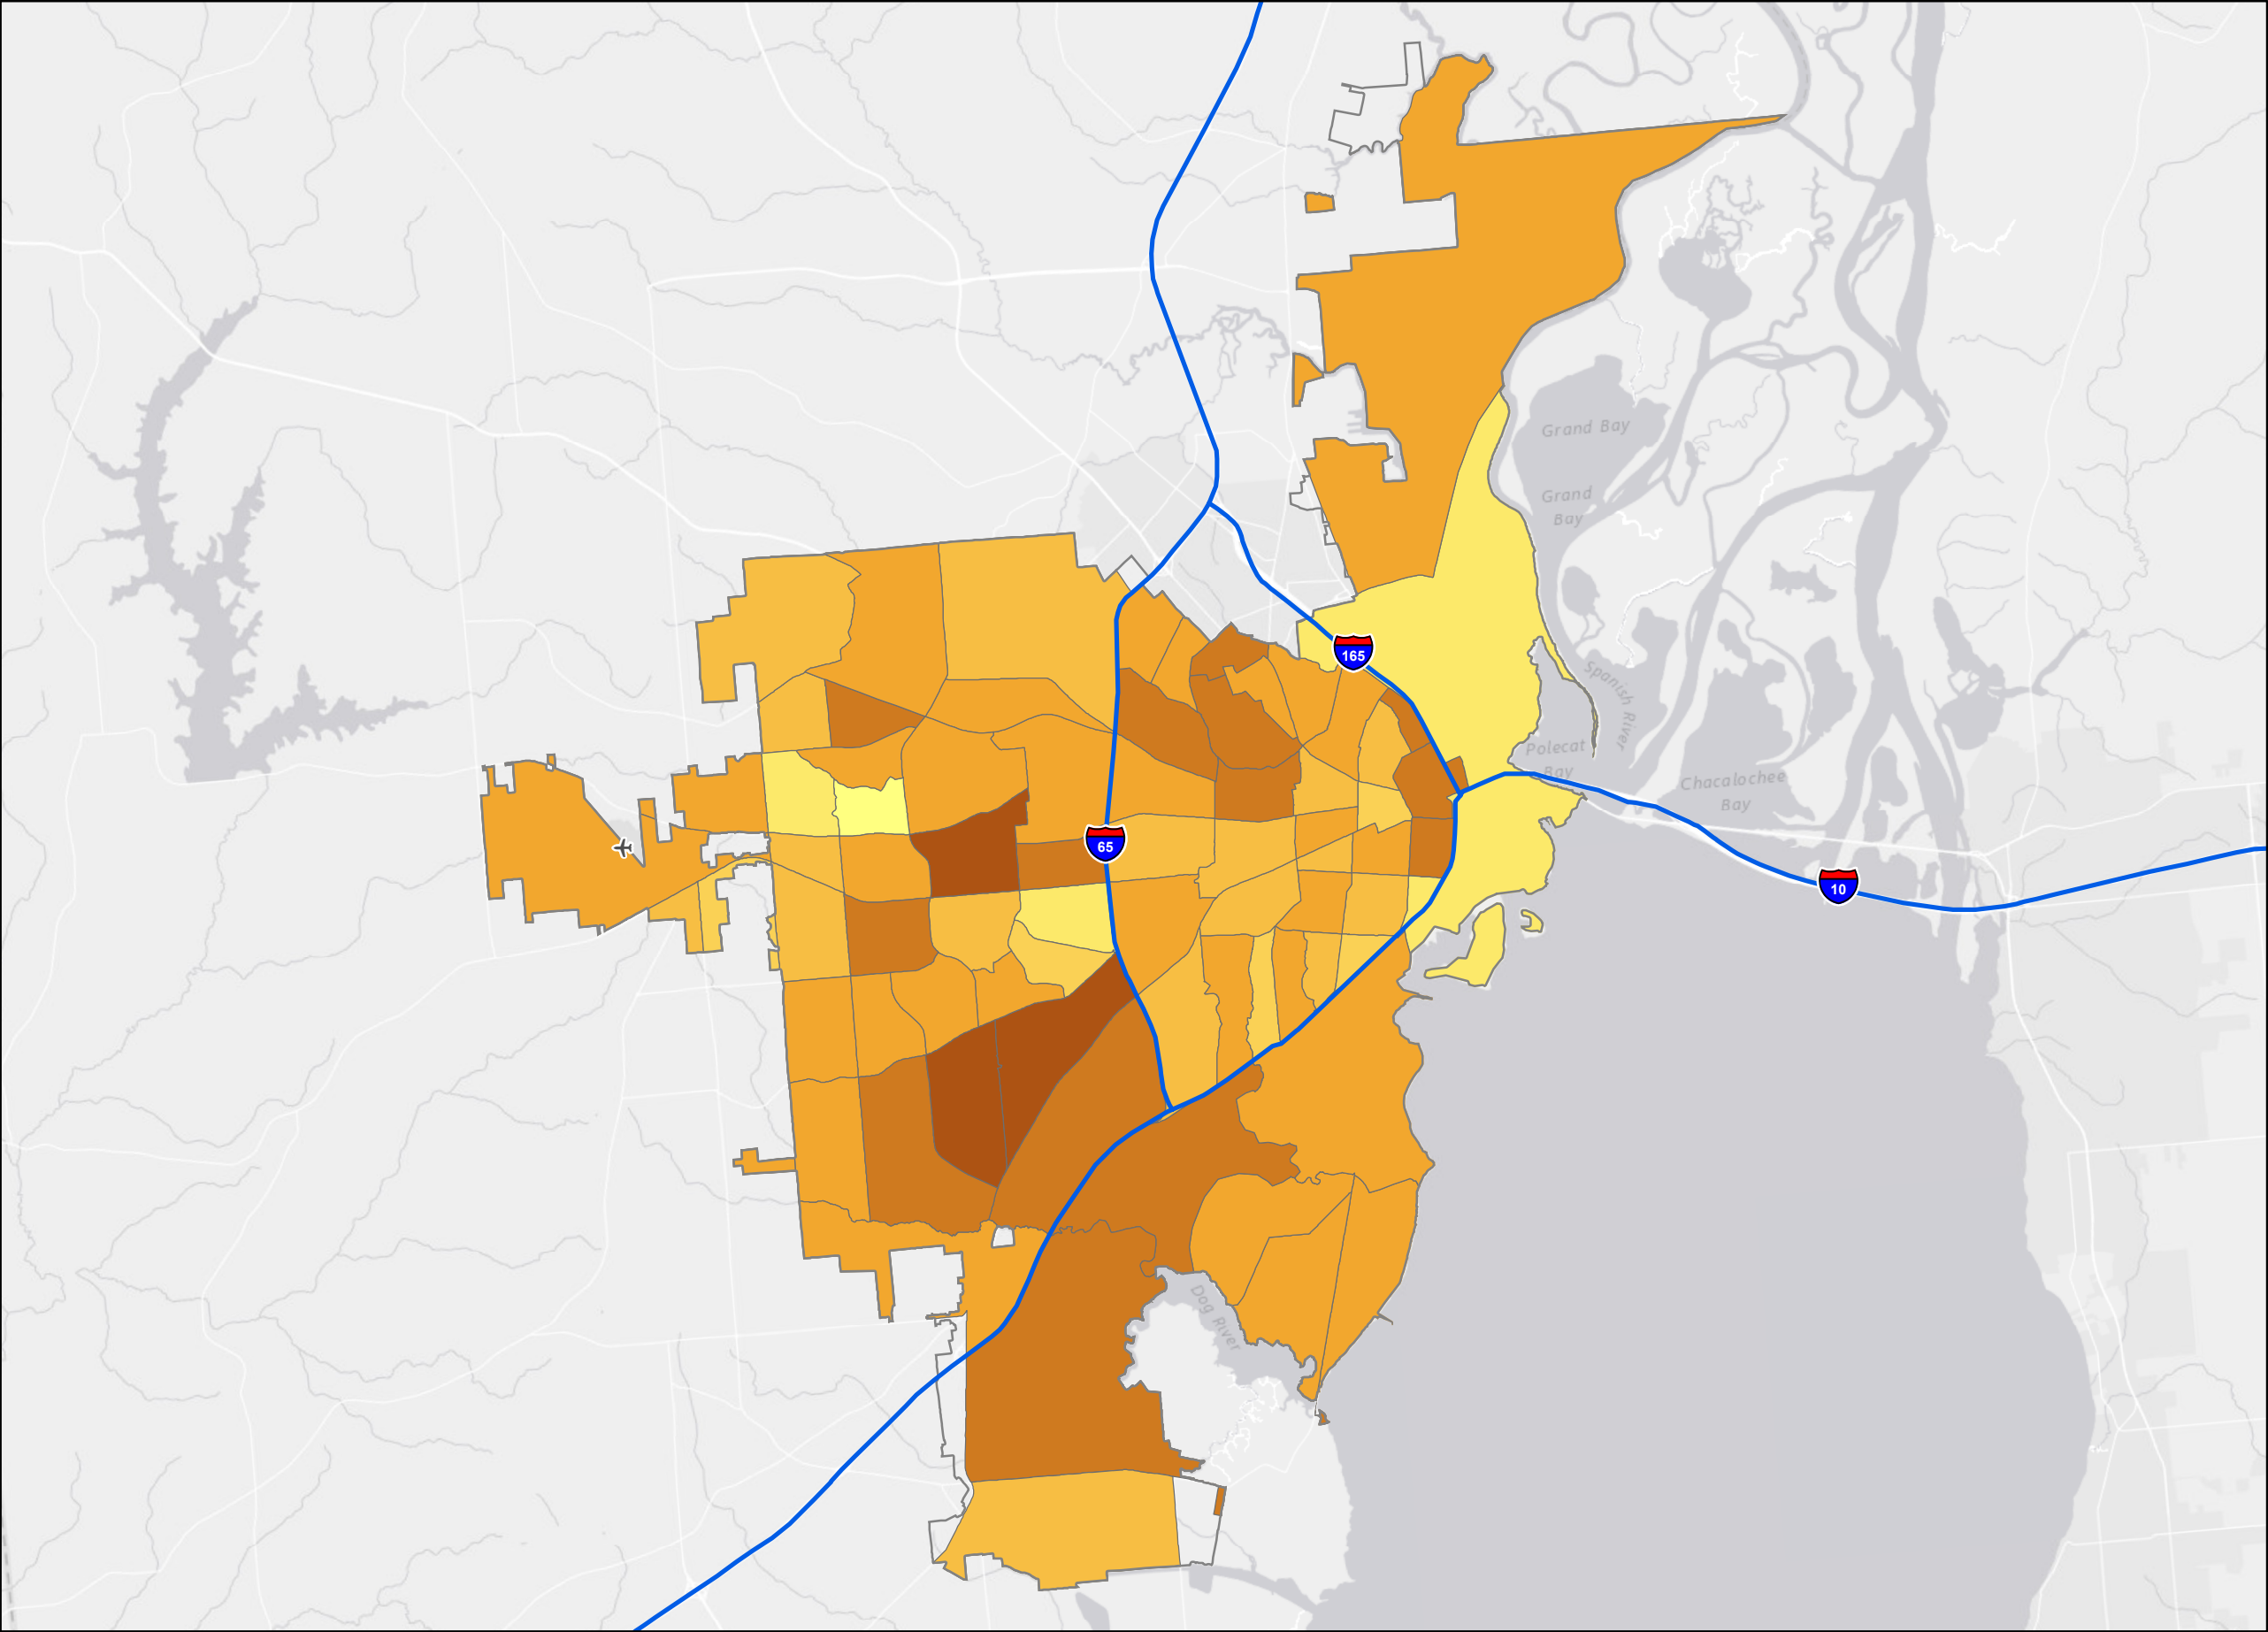 Grand Bay
Grand
Bay
165
Spanish River
Polecat
Bay
Chacalochee
Bay
65
10
Dog River